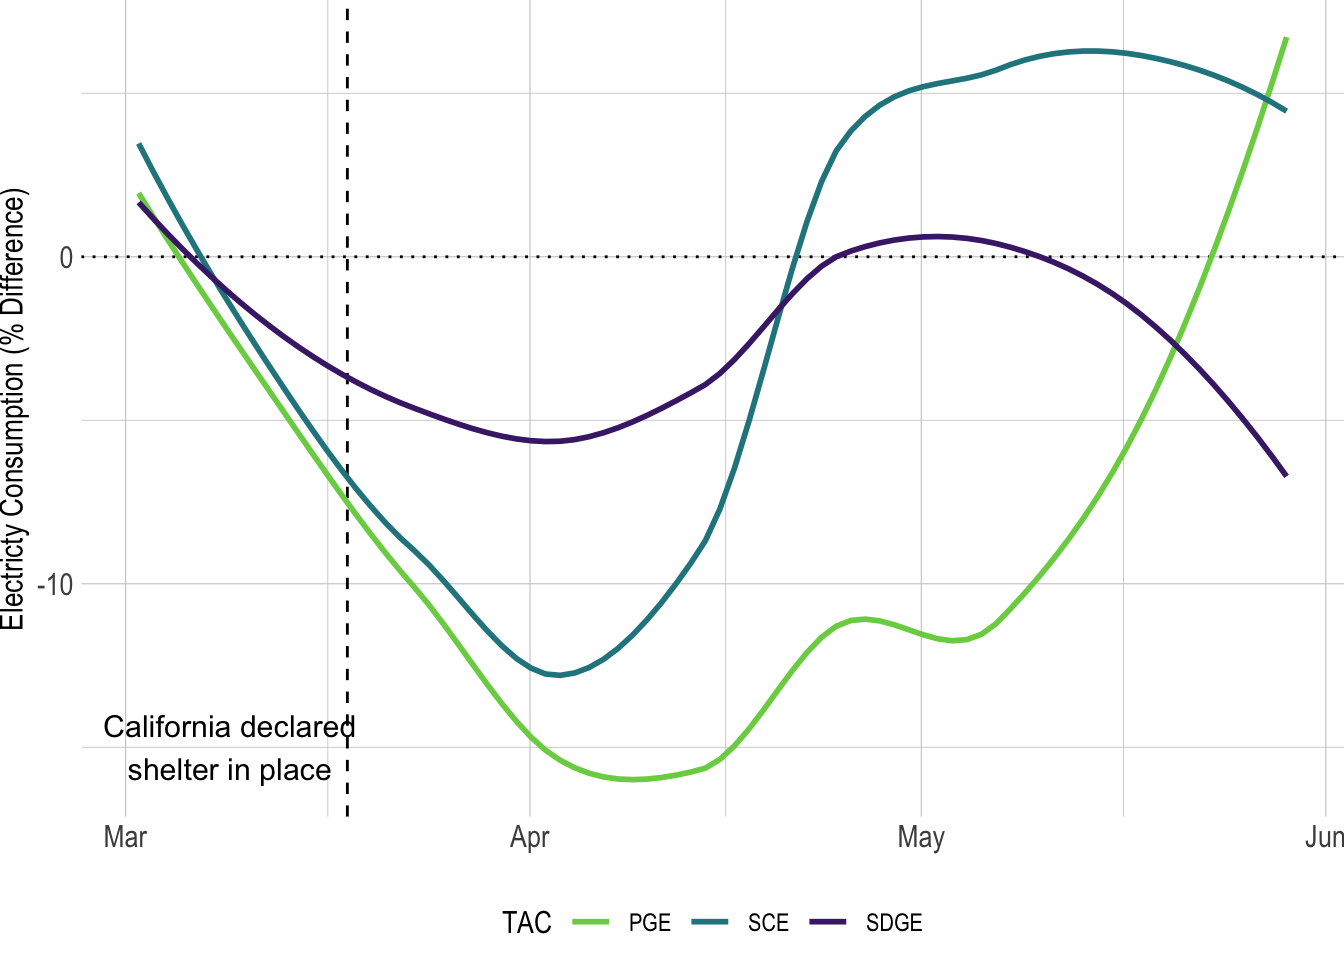 Electricty Consumption (% Difference)
0
-10
California declared
shelter in place
Mar Apr May Jun
TAC PGE SCE SDGE